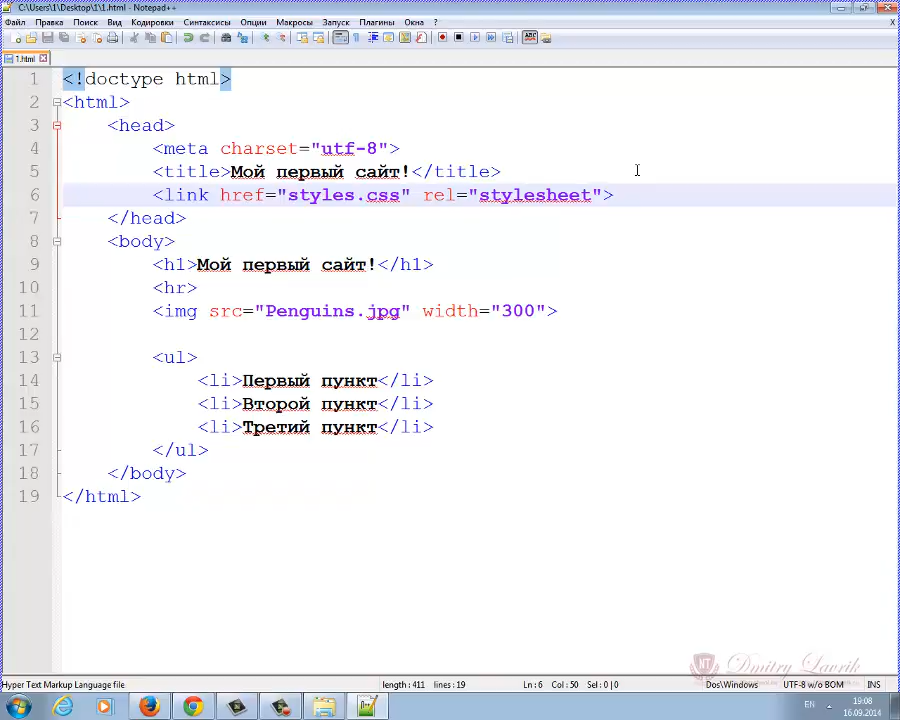 C:\Users\1\Desktop\1\1.html - Notepad++
Файл Правка Поиск Вид Кодировки Синтаксисы Опции Макросы Запуск Плагины Окна ? X
1.html
1 <!doctype html>
2 <html>
3 <head>
4 <meta charset="utf-8">
5 <title>Мой первый сайт!</title>
6 <link href="styles.css" rel="stylesheet">
7 </head>
8 <body>
9 <h1>Мой первый сайт!</h1>
10 <hr>
11 <img src="Penguins.jpg" width="300">
12
13 <ul>
14 <li>Первый пункт</li>
15 <li>Второй пункт</li>
16 <li>Третий пункт</li>
17 </ul>
18 </body>
19 </html>
NT Dmitry Lavrik
Hyper Text Markup Language file length : 411 lines : 19 Ln : 6 Col : 50 Sel : 0 | 0 Dos\Windows UTF-8 w/o BOM INS
EN 19:08
16.09.2014